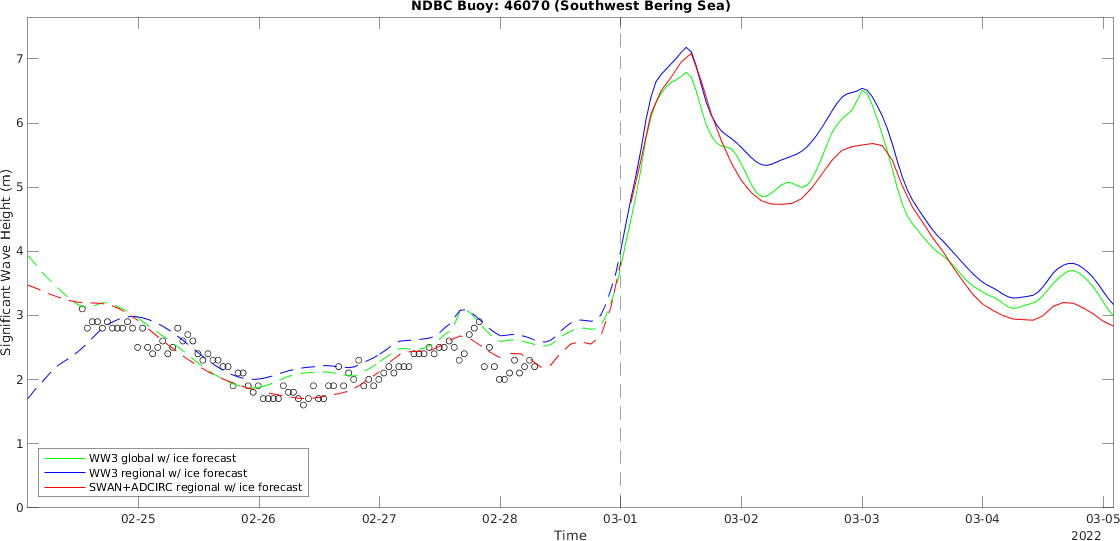 NDBC Buoy: 46070 (Southwest Bering Sea)
Significant Wave Height (m)
7
6
5
4
3
2
1
0
WW3 global w/ ice forecast
WW3 regional w/ ice forecast
SWAN+ADCIRC regional w/ ice forecast
02-25 02-26 02-27 02-28 03-01 03-02 03-03 03-04 03-05
Time
2022